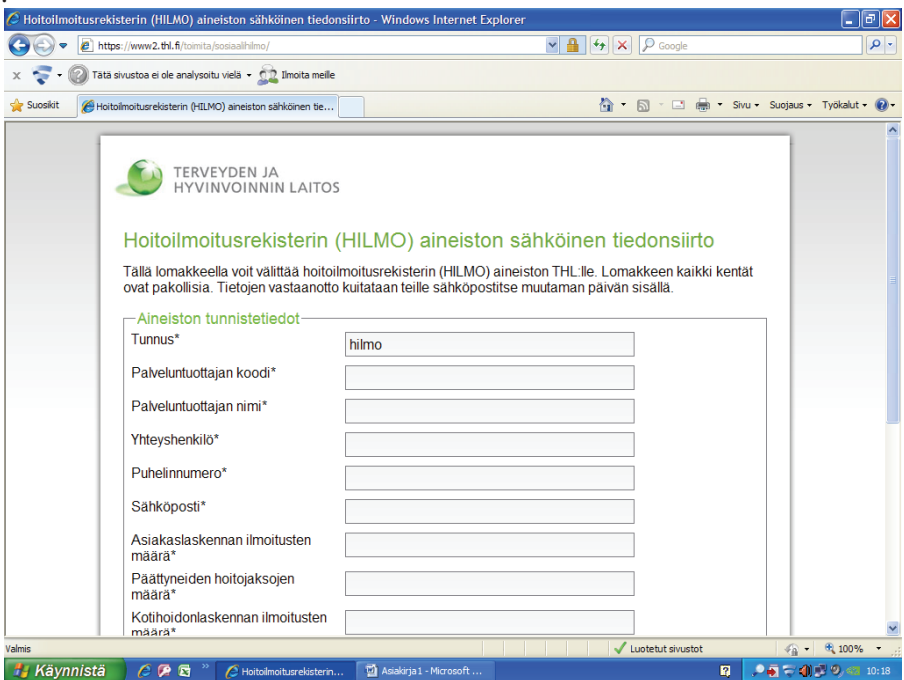 Hoitoilmoitusrekisterin (HILMO) aineiston sähköinen tiedonsiirto - Windows Internet Explorer
https://www2.thl.fi/toimita/sosiaalihilmo/
Google
x Tätä sivustoa ei ole analysoitu vielä Ilmoita meille
Suosikit
Hoitoilmoitusrekisterin (HILMO) aineiston sähköinen tie...
Sivu Suojaus Työkalut
TERVEYDEN JA
HYVINVOINNIN LAITOS
Hoitoilmoitusrekisterin (HILMO) aineiston sähköinen tiedonsiirto
Tällä lomakkeella voit välittää hoitoilmoitusrekisterin (HILMO) aineiston THL:lle. Lomakkeen kaikki kentät
ovat pakollisia. Tietojen vastaanotto kuitataan teille sähköpostitse muutaman päivän sisällä.
Aineiston tunnistetiedot
Tunnus* hilmo
Palveluntuottajan koodi*
Palveluntuottajan nimi*
Yhteyshenkilö*
Puhelinnumero*
Sähköposti*
Asiakaslaskennan ilmoitusten
määrä*
Päättyneiden hoitojaksojen
määrä*
Kotihoidonlaskennan ilmoitusten
määrä*
Valmis Luotetut sivustot 100%
Käynnistä Hoitoilmoitusrekisterin... Asiakirja1 - Microsoft ... 10:18